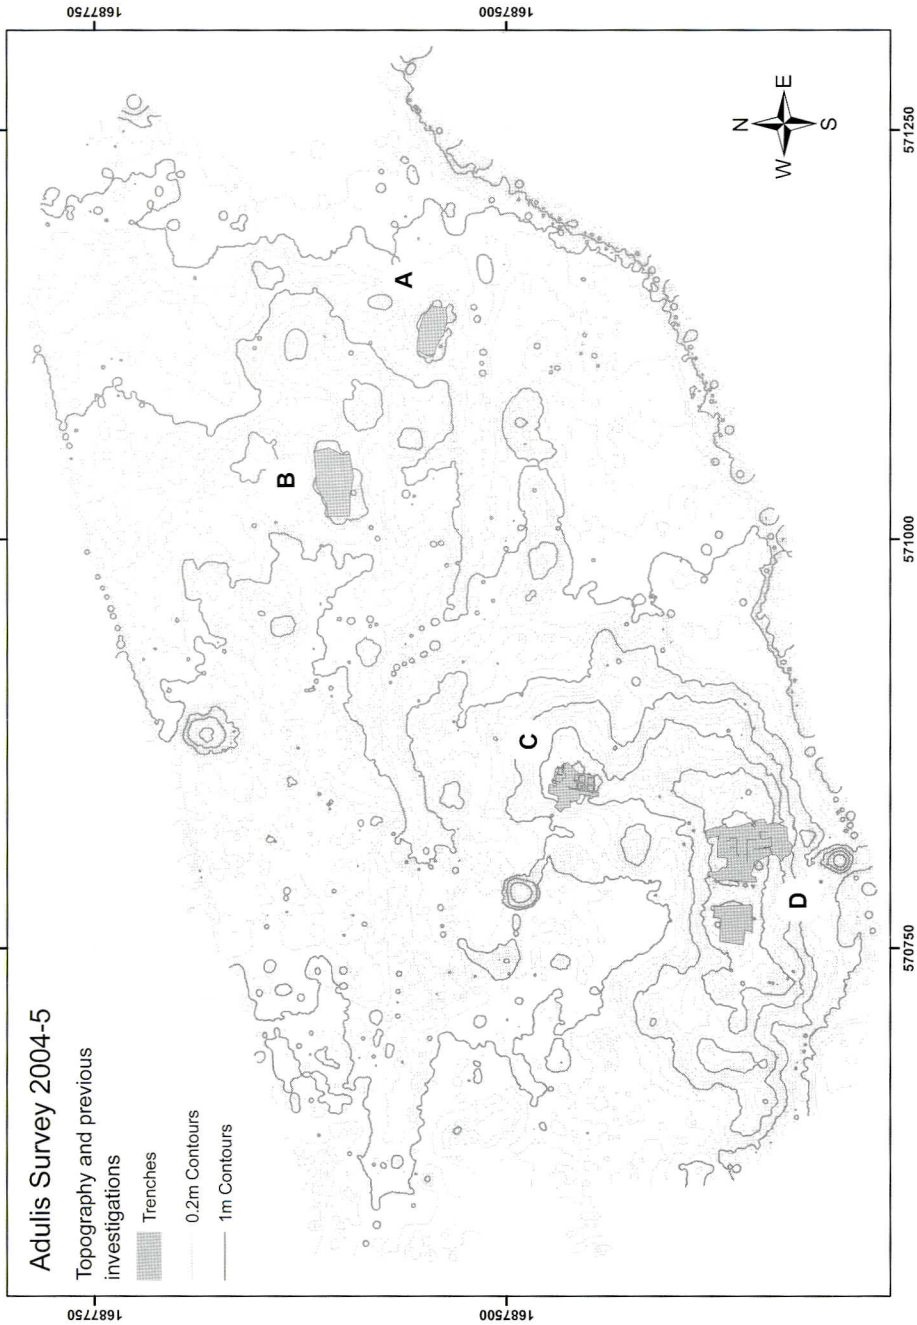 Adulis Survey 2004-5
Topography and previous
investigations
Trenches
0.2m Contours
1m Contours
1687750
1687500
1687750
1687500
570750
571000
571250
A
B
C
D
N
W
E
S